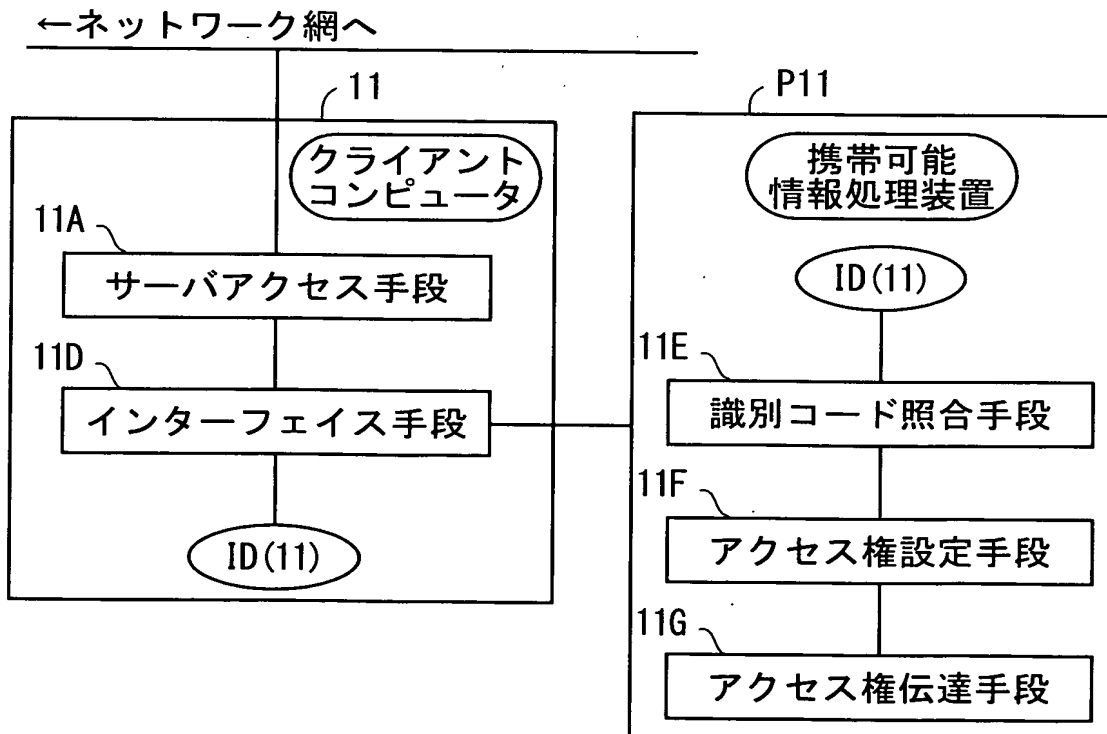 ←ネットワーク網へ
11
クライアント
コンピュータ
11A
サーバアクセス手段
11D
インターフェイス手段
ID(11)
P11
携帯可能
情報処理装置
ID(11)
11E
識別コード照合手段
11F
アクセス権設定手段
11G
アクセス権伝達手段